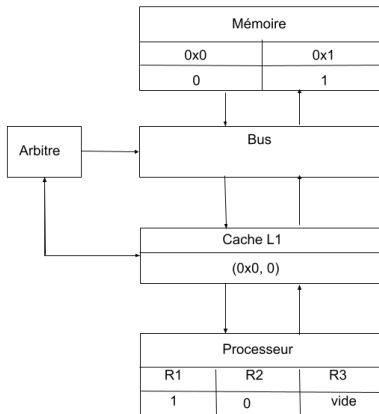 Mémoire
0x0 0x1
0 1
Arbitre
Bus
Cache L1
(0x0, 0)
Processeur
R1 R2 R3
1 0 vide